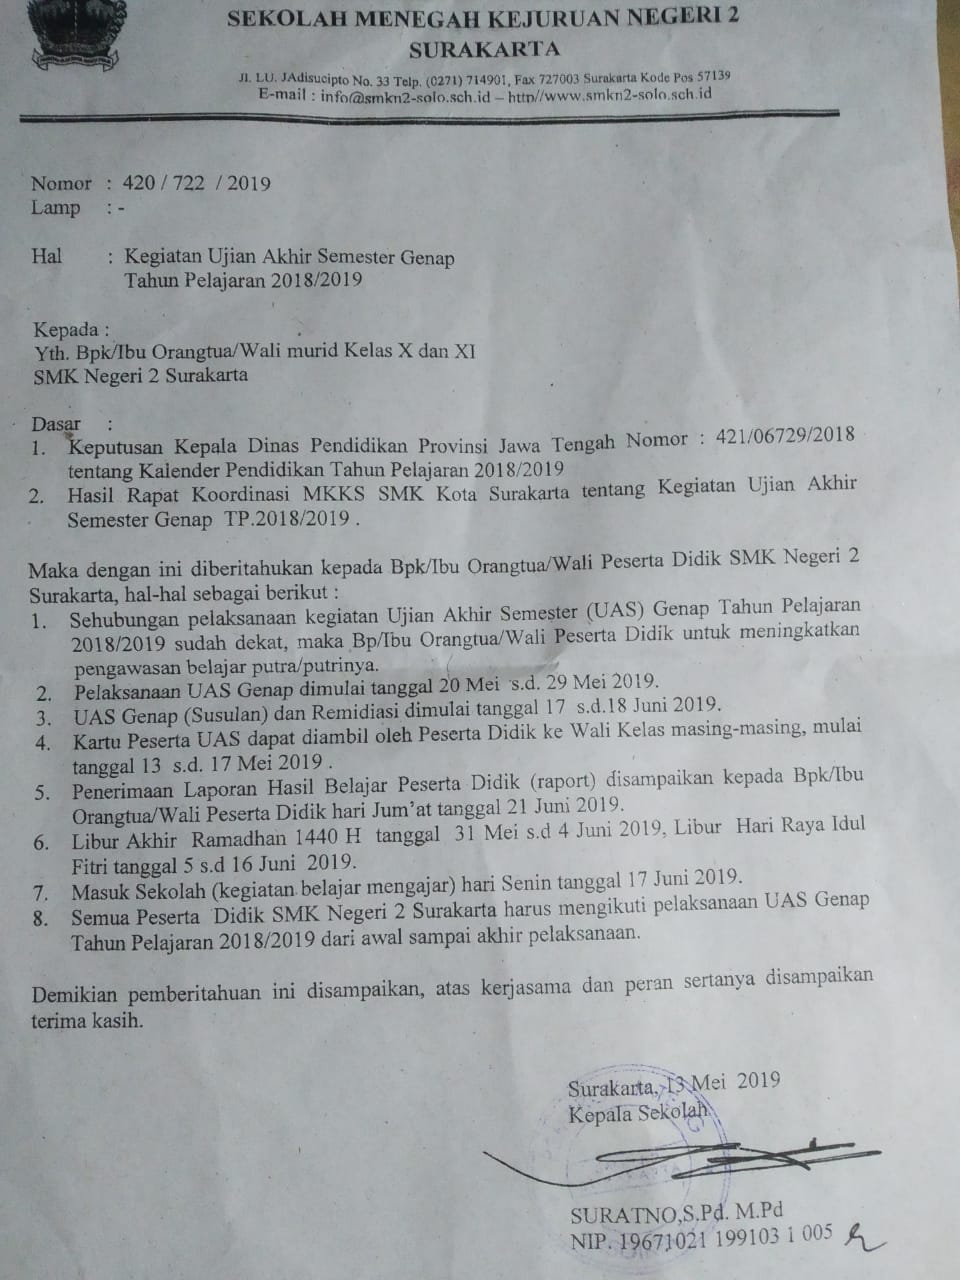 SEKOLAH MENEGAH KEJURUAN NEGERI 2
SURAKARTA
Jl. LU. JAdisucipto No. 33 Telp. (0271) 714901, Fax 727003 Surakarta Kode Pos 57139
E-mail : info@smkn2-solo.sch.id – http//www.smkn2-solo.sch.id
Nomor : 420 / 722 / 2019
Lamp : -
Hal : Kegiatan Ujian Akhir Semester Genap
Tahun Pelajaran 2018/2019
Kepada :
Yth. Bpk/Ibu Orangtua/Wali murid Kelas X dan XI
SMK Negeri 2 Surakarta
Dasar :
1. Keputusan Kepala Dinas Pendidikan Provinsi Jawa Tengah Nomor : 421/06729/2018
tentang Kalender Pendidikan Tahun Pelajaran 2018/2019
2. Hasil Rapat Koordinasi MKKS SMK Kota Surakarta tentang Kegiatan Ujian Akhir
Semester Genap TP.2018/2019 .
Maka dengan ini diberitahukan kepada Bpk/Ibu Orangtua/Wali Peserta Didik SMK Negeri 2
Surakarta, hal-hal sebagai berikut :
1. Sehubungan pelaksanaan kegiatan Ujian Akhir Semester (UAS) Genap Tahun Pelajaran
2018/2019 sudah dekat, maka Bp/Ibu Orangtua/Wali Peserta Didik untuk meningkatkan
pengawasan belajar putra/putrinya.
2. Pelaksanaan UAS Genap dimulai tanggal 20 Mei s.d. 29 Mei 2019.
3. UAS Genap (Susulan) dan Remidiasi dimulai tanggal 17 s.d.18 Juni 2019.
4. Kartu Peserta UAS dapat diambil oleh Peserta Didik ke Wali Kelas masing-masing, mulai
tanggal 13 s.d. 17 Mei 2019 .
5. Penerimaan Laporan Hasil Belajar Peserta Didik (raport) disampaikan kepada Bpk/Ibu
Orangtua/Wali Peserta Didik hari Jum'at tanggal 21 Juni 2019.
6. Libur Akhir Ramadhan 1440 H tanggal 31 Mei s.d 4 Juni 2019, Libur Hari Raya Idul
Fitri tanggal 5 s.d 16 Juni 2019.
7. Masuk Sekolah (kegiatan belajar mengajar) hari Senin tanggal 17 Juni 2019.
8. Semua Peserta Didik SMK Negeri 2 Surakarta harus mengikuti pelaksanaan UAS Genap
Tahun Pelajaran 2018/2019 dari awal sampai akhir pelaksanaan.
Demikian pemberitahuan ini disampaikan, atas kerjasama dan peran sertanya disampaikan
terima kasih.
Surakarta, 13 Mei 2019
Kepala Sekolah
SURATNO,S.Pd. M.Pd
NIP. 19671021 199103 1 005